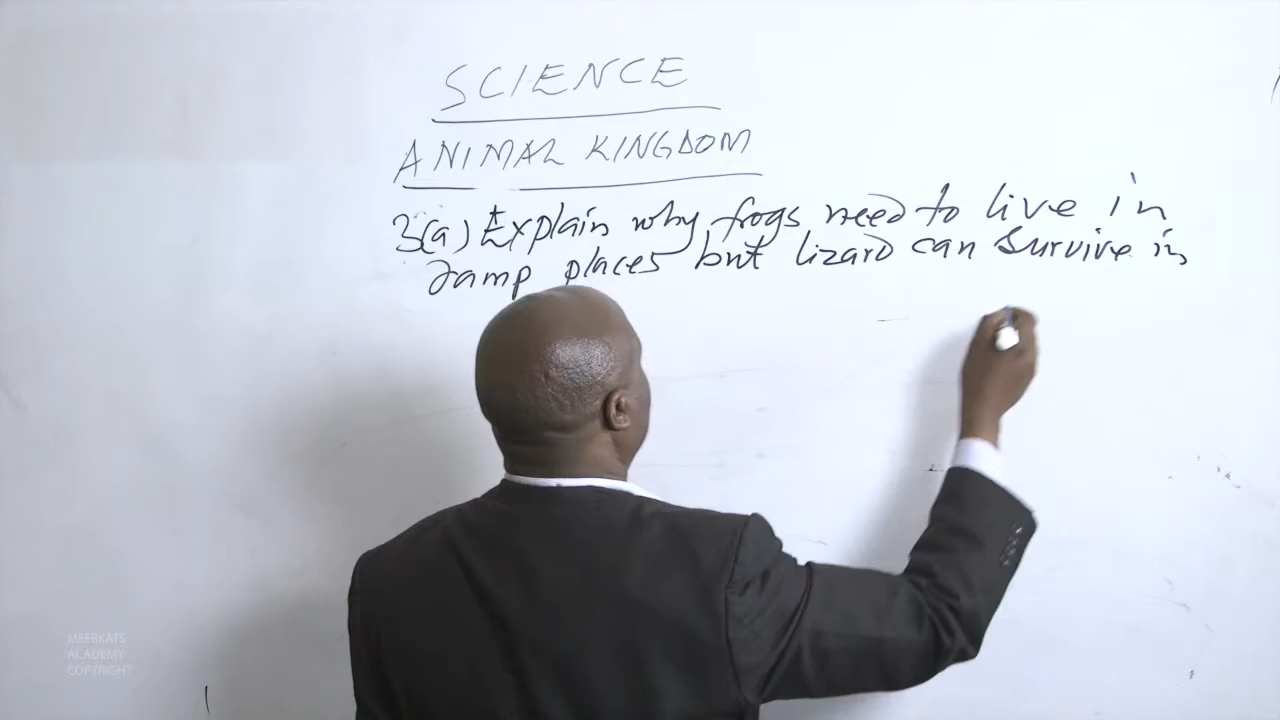 SCIENCE
ANIMAL KINGDOM
3(a) Explain why frogs need to live in
damp places but lizard can survive in
MEERKATS
ACADEMY
COPYRIGHT